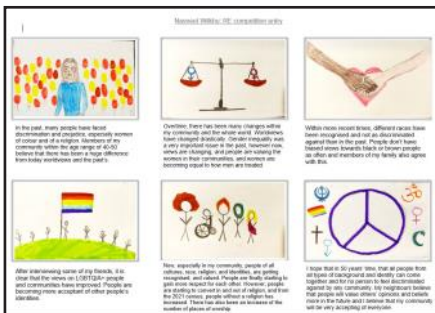 RE competition entry
In the past, many people have faced
discrimination and prejudice, especially women
of colour and of a religion. Members of my
community when the age range of 40-50
believe that there has been a huge difference
from today worldviews and the past's.
Overtime, there has been many changes within
my community and the whole world. Worldviews
have changed drastically. Gender inequality was
a very important issue in the past, however now,
views are changing, and people are valuing the
women in their communities, and women are
becoming equal to how men are treated.
Within more recent times, different races have
been recognised and not as discriminated
against than in the past. People don't have
biased views towards black or brown people
as often and members of my family also agree
with this.
After interviewing some of my friends, it is
clear that the views on LGBTQIA+ people
and communities have improved. People are
becoming more acceptant of other people's
identities.
Now, especially in my community, people of all
cultures, race, religion, and identities, are getting
recognised, and valued. People are finally starting to
gain more respect for each other. However, people
are starting to convert in and out of religion, and from
the 2021 census, people without a religion has
increased. There has also been an increase of the
number of places of worship
I hope that in 50 years' time, that all people from
all types of background and identity can come
together and for no person to feel discriminated
against by any community. My neighbours believe
that people will value others' opinions and beliefs
more in the future and I believe that my community
will be very accepting of everyone.